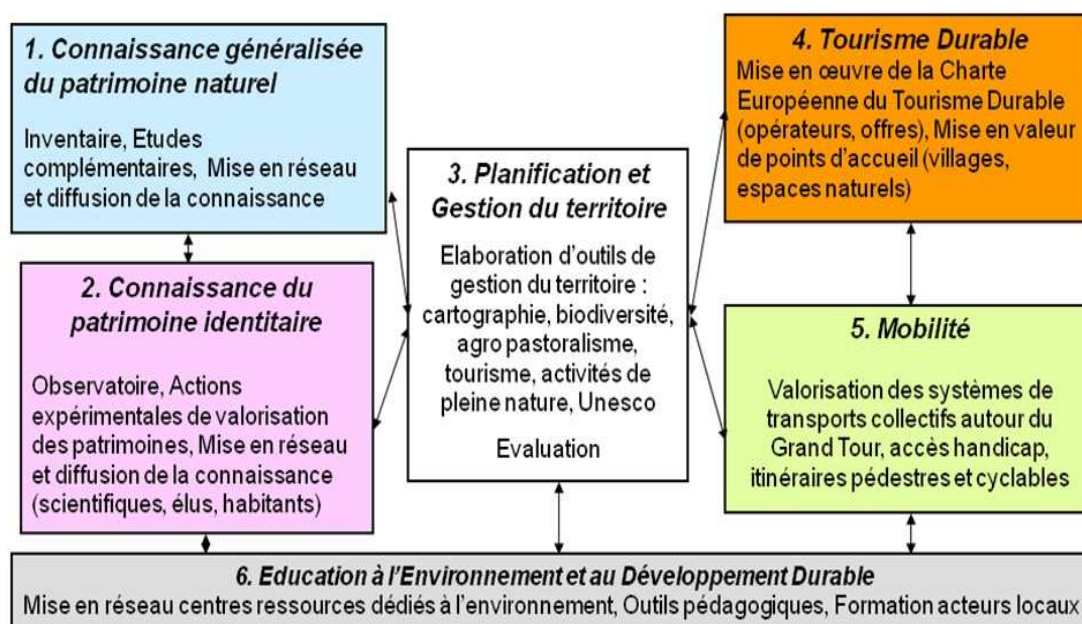 1. Connaissance généralisée
du patrimoine naturel
Inventaire, Etudes
complémentaires, Mise en réseau
et diffusion de la connaissance
2. Connaissance du
patrimoine identitaire
Observatoire, Actions
expérimentales de valorisation
des patrimoines, Mise en réseau
et diffusion de la connaissance
(scientifiques, élus, habitants)
3. Planification et
Gestion du territoire
Elaboration d'outils de
gestion du territoire :
cartographie, biodiversité,
agro pastoralisme,
tourisme, activités de
pleine nature, Unesco
Evaluation
4. Tourisme Durable
Mise en œuvre de la Charte
Européenne du Tourisme Durable
(opérateurs, offres), Mise en valeur
de points d'accueil (villages,
espaces naturels)
5. Mobilité
Valorisation des systèmes de
transports collectifs autour du
Grand Tour, accès handicap,
itinéraires pédestres et cyclables
6. Education à l'Environnement et au Développement Durable
Mise en réseau centres ressources dédiés à l'environnement, Outils pédagogiques, Formation acteurs locaux